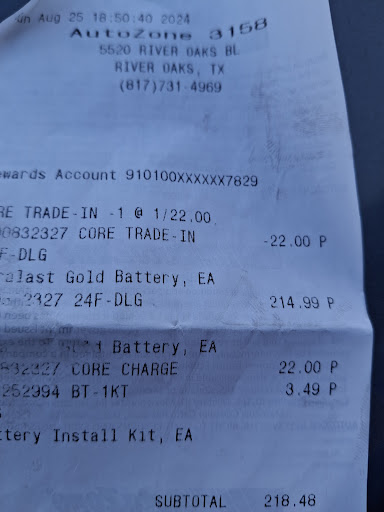 un Aug 25 18:50:40 2024
AutoZone 3158
5520 RIVER OAKS BL
RIVER OAKS, TX
(817)731-4969
ewards Account 910100XXXXXX7829
RE TRADE-IN -1 @ 1/22.00
00832327 CORE TRADE-IN -22.00 P
F-DLG
ralast Gold Battery, EA
2327 24F-DLG 214.99 P
Battery, EA
832327 CORE CHARGE 22.00 P
252994 BT-1KT 3.49 P
ttery Install Kit, EA
SUBTOTAL 218.48